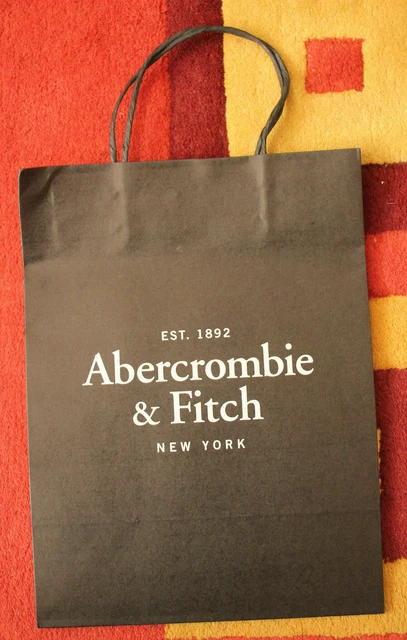 EST. 1892
Abercrombie
& Fitch
NEW YORK